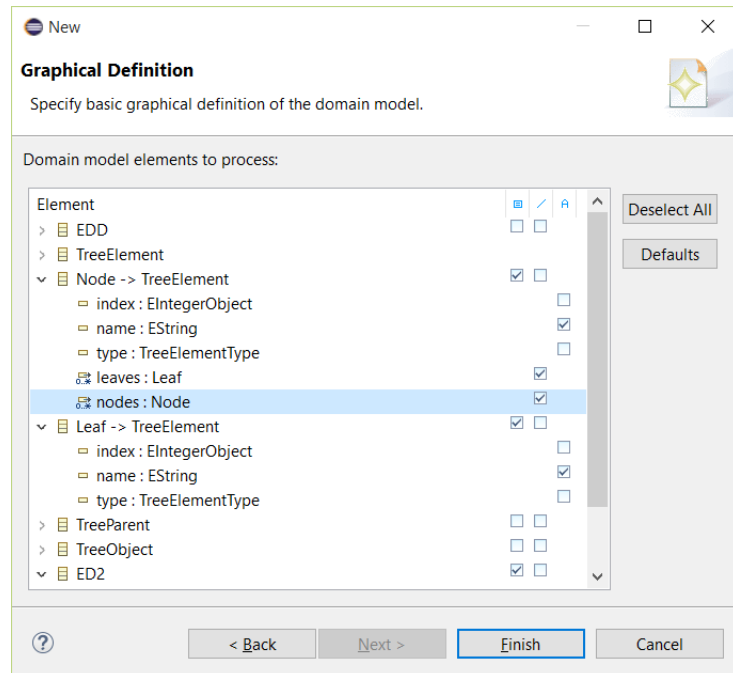 New
Graphical Definition
Specify basic graphical definition of the domain model.
Domain model elements to process:
Element
EDD
TreeElement
Node -> TreeElement
index : EIntegerObject
name : EString
type : TreeElementType
leaves : Leaf
nodes : Node
Leaf -> TreeElement
index : EIntegerObject
name : EString
type : TreeElementType
TreeParent
TreeObject
ED2
Deselect All
Defaults
< Back
Next >
Finish
Cancel